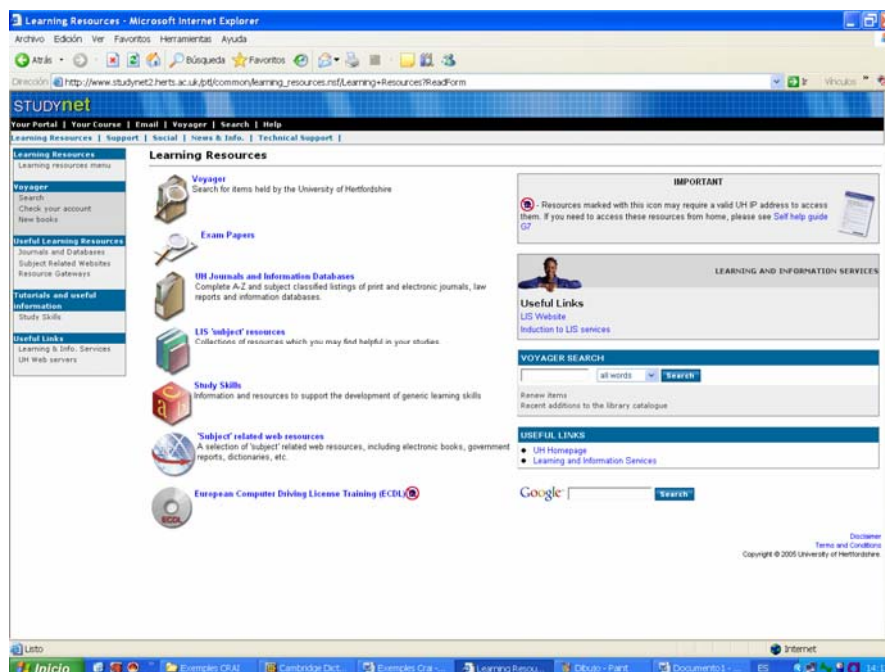 Learning Resources - Microsoft Internet Explorer
Archivo Edición Ver Favoritos Herramientas Ayuda
Atrás Búsqueda Favoritos
Dirección http://www.studynet2.herts.ac.uk/ptl/common/learning_resources.nsf/Learning+Resources?ReadForm Ir Vínculos
STUDYnet
Your Portal | Your Course | Email | Voyager | Search | Help
Learning Resources | Support | Social | News & Info. | Technical Support |
Learning Resources
Learning resources menu
Voyager
Search
Check your account
New books
Useful Learning Resources
Journals and Databases
Subject Related Websites
Resource Gateways
Tutorials and useful
information
Study Skills
Useful Links
Learning & Info. Services
UH Web servers
Learning Resources
Voyager
Search for items held by the University of Hertfordshire
Exam Papers
UH Journals and Information Databases
Complete A-Z and subject classified listings of print and electronic journals, law
reports and information databases.
LIS 'subject' resources
Collections of resources which you may find helpful in your studies.
Study Skills
Information and resources to support the development of generic learning skills
'Subject' related web resources
A selection of 'subject' related web resources, including electronic books, government
reports, dictionaries, etc.
ECDL
European Computer Driving License Training (ECDL)
IMPORTANT
- Resources marked with this icon may require a valid UH IP address to access
them. If you need to access these resources from home, please see Self help guide
G7
LEARNING AND INFORMATION SERVICES
Useful Links
LIS Website
Induction to LIS services
VOYAGER SEARCH
all words Search
Renew items
Recent additions to the library catalogue
USEFUL LINKS
UH Homepage
Learning and Information Services
Google Search
Disclaimer
Terms and Conditions
Copyright © 2005 University of Hertfordshire
Listo Internet
Inicio Exemples CRAI Cambridge Dict... Exemples Crai -... Learning Resou... Dibujo - Paint Documento1 - ... ES